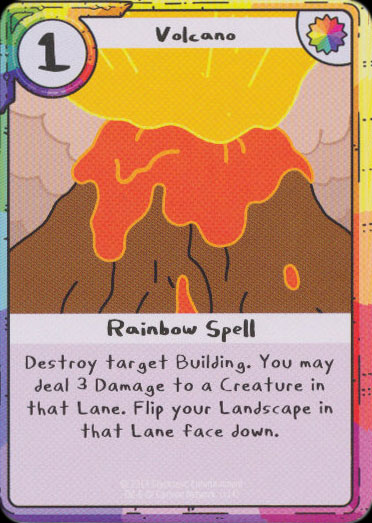 1
Volcano
Rainbow Spell
Destroy target Building. You may
deal 3 Damage to a Creature in
that Lane. Flip your Landscape in
that Lane face down.